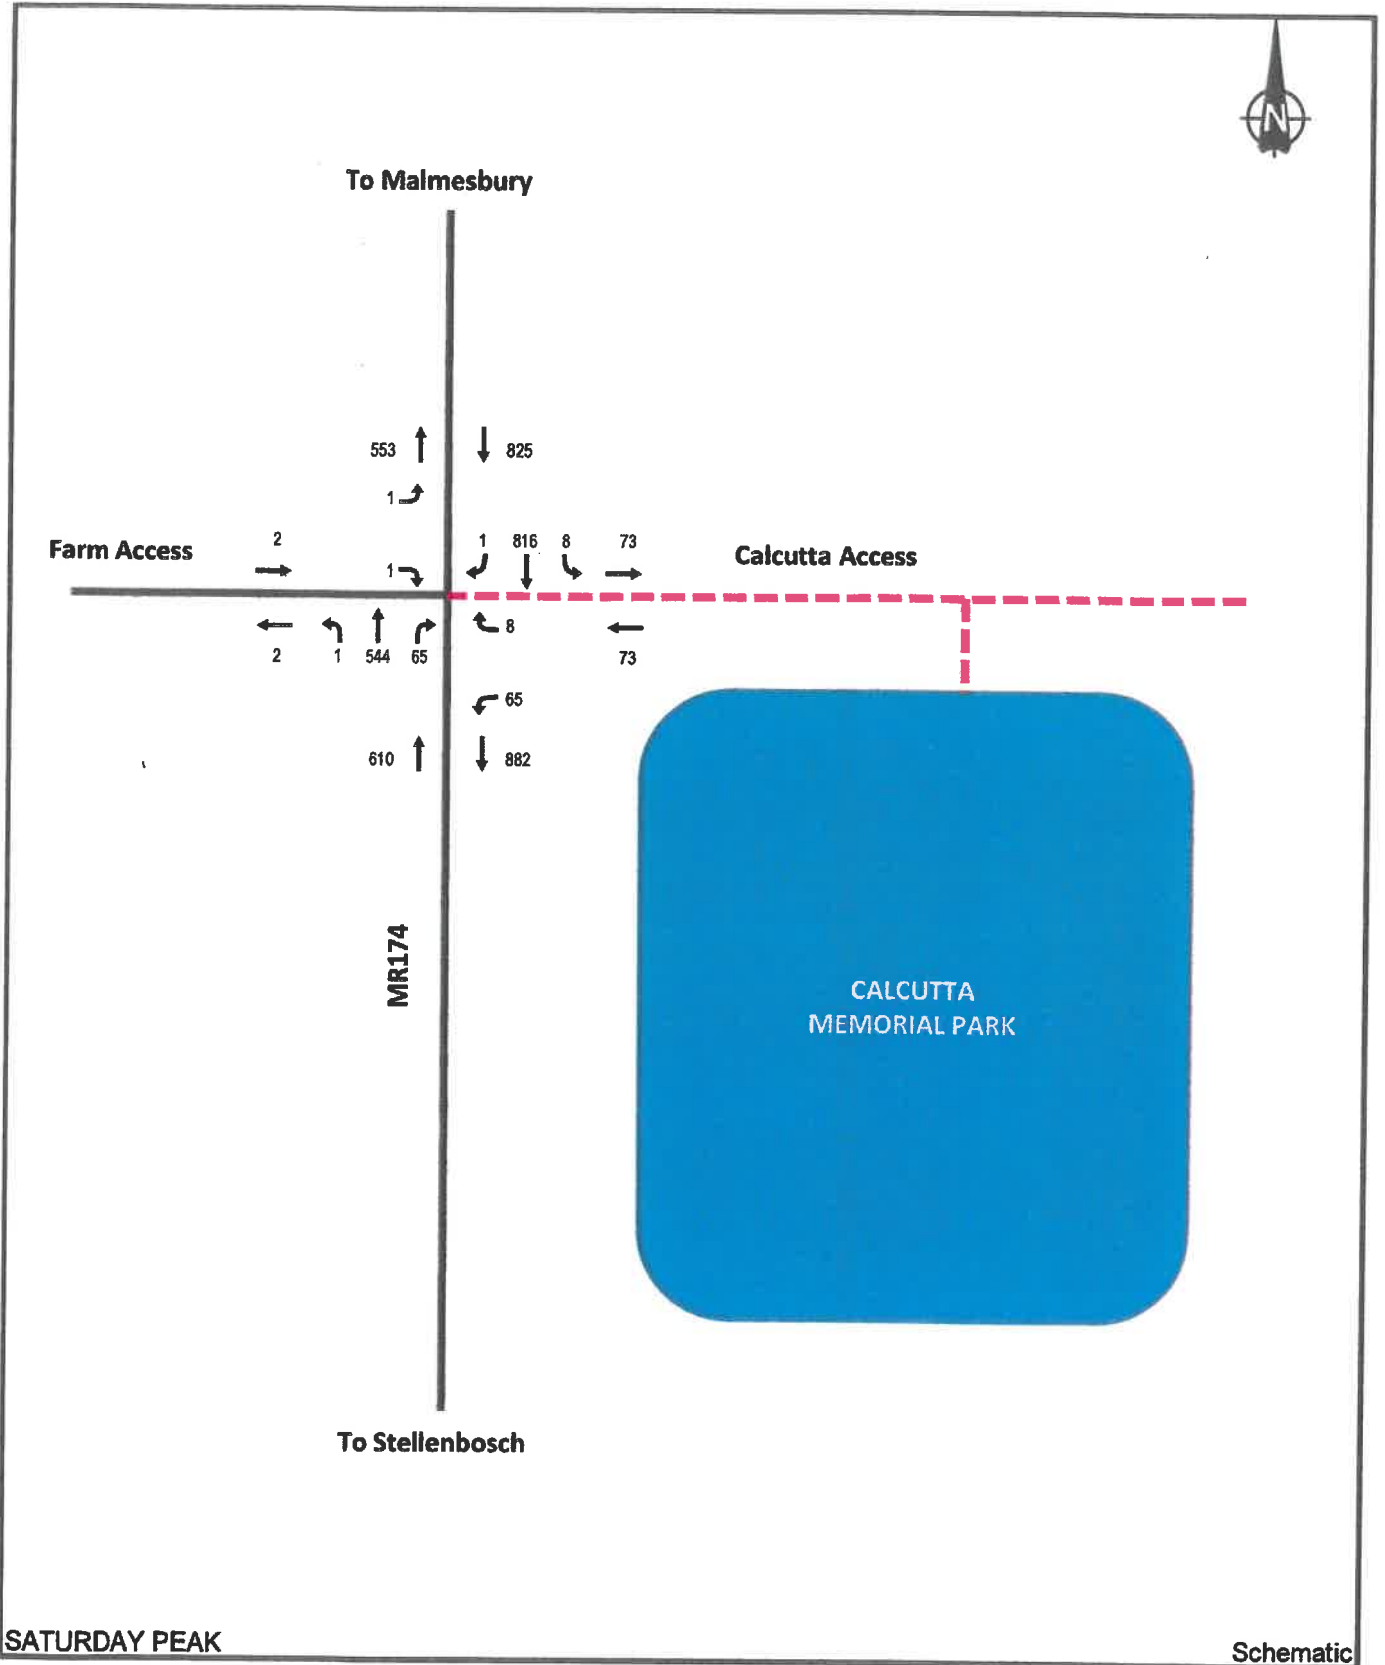 N
To Malmesbury
553 825
1
Farm Access
2
1
1 816 8 73
Calcutta Access
2 1 544 65
8
73
65
610 882
MR174
CALCUTTA
MEMORIAL PARK
To Stellenbosch
SATURDAY PEAK
Schematic